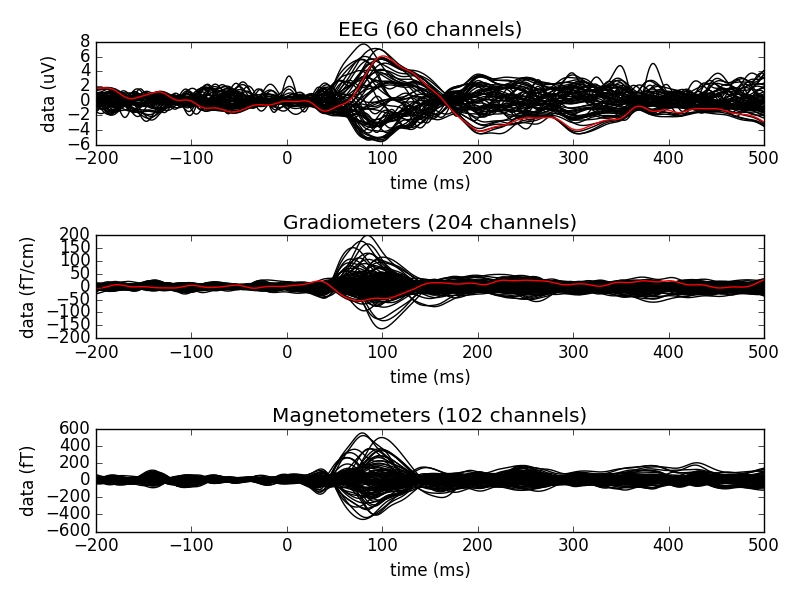 EEG (60 channels)
data (uV)
8
6
4
2
0
−2
−4
−6
−200 −100 0 100 200 300 400 500
time (ms)
Gradiometers (204 channels)
data (fT/cm)
200
150
100
50
0
−50
−100
−150
−200
−200 −100 0 100 200 300 400 500
time (ms)
Magnetometers (102 channels)
data (fT)
600
400
200
0
−200
−400
−600
−200 −100 0 100 200 300 400 500
time (ms)